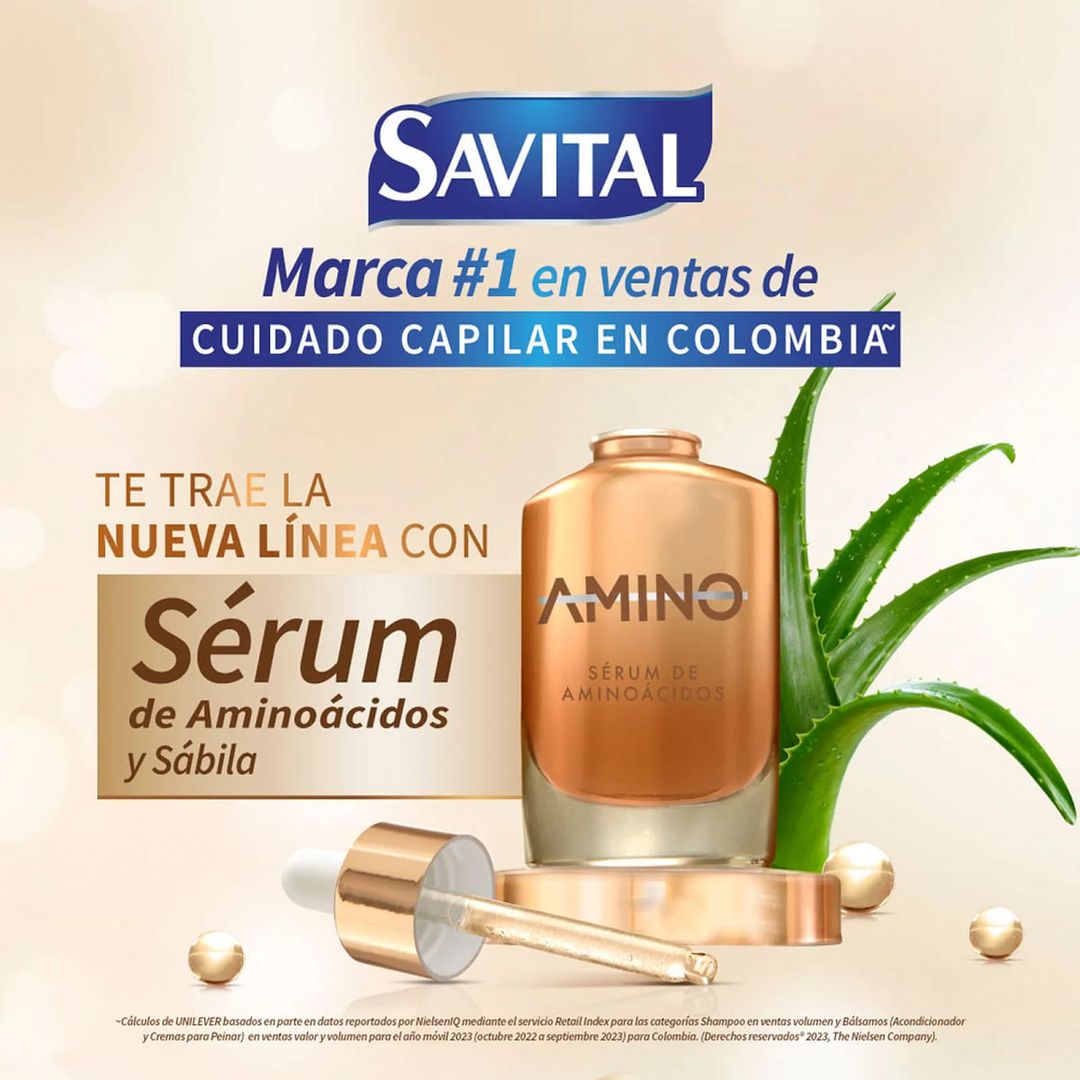 SAVITAL
Marca #1 en ventas de
CUIDADO CAPILAR EN COLOMBIA~
TE TRAE LA
NUEVA LÍNEA CON
Sérum
de Aminoácidos
y Sábila
AMINO
SÉRUM DE
AMINOÁCIDOS
~Cálculos de UNILEVER basados en parte en datos reportados por NielsenIQ mediante el servicio Retail Index para las categorías Shampoo en ventas volumen y Bálsamos (Acondicionador
y Cremas para Peinar) en ventas valor y volumen para el año móvil 2023 (octubre 2022 a septiembre 2023) para Colombia. (Derechos reservados® 2023, The Nielsen Company).